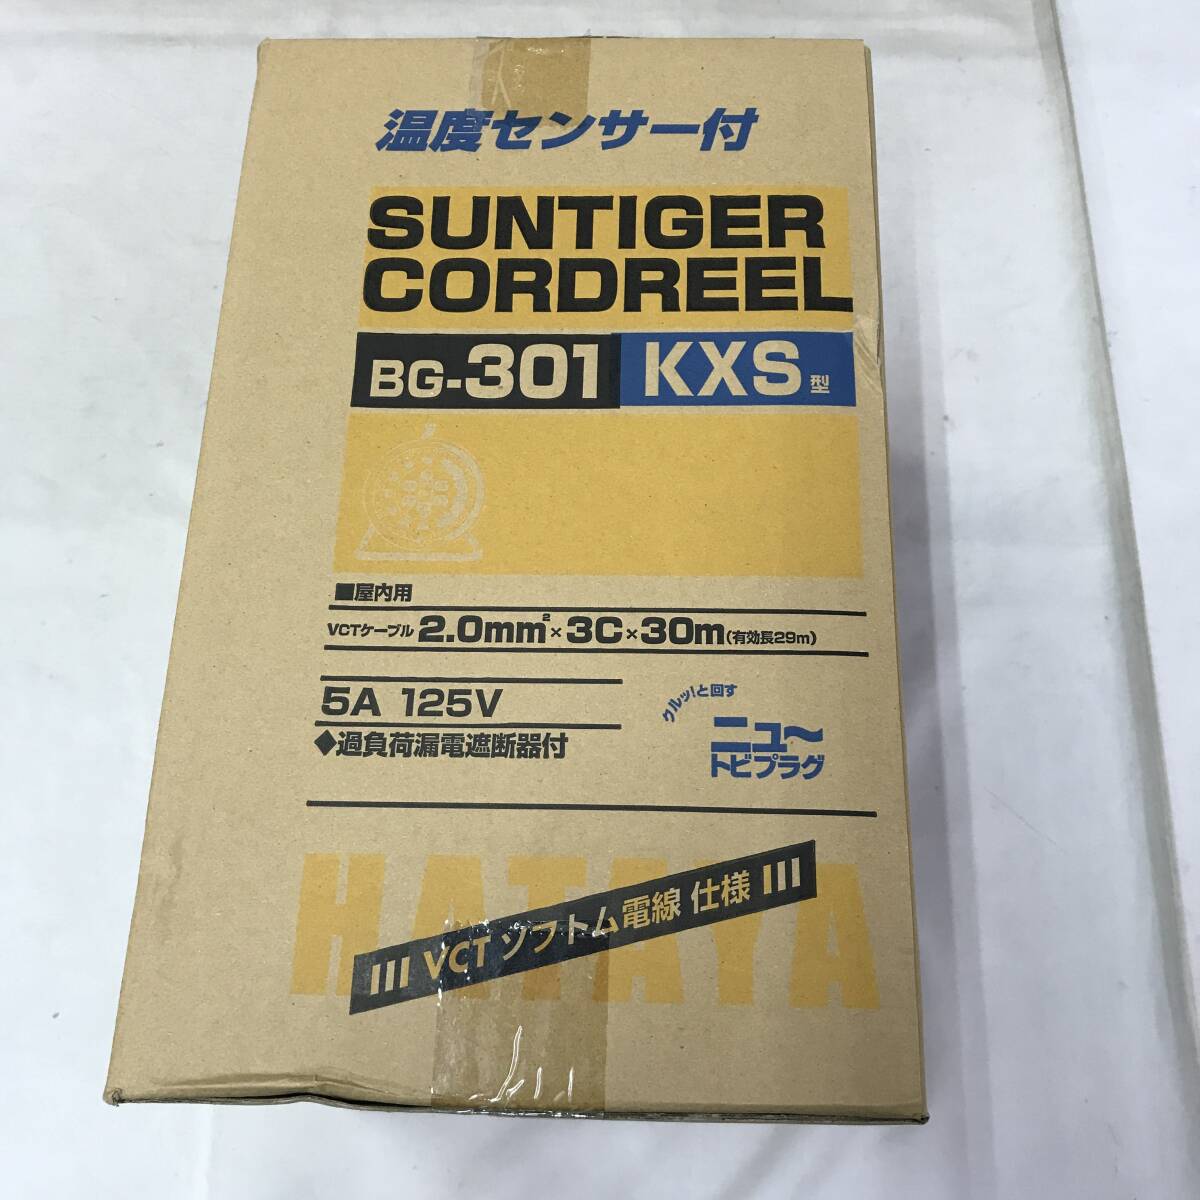 温度センサー付
SUNTIGER
CORDREEL
BG-301 KXS型
■屋内用
VCTケーブル 2.0mm²×3C×30m(有効長29m)
5A 125V
◆過負荷漏電遮断器付
クルッ!と回す
ニュ〜
トビプラグ
HATAYA
VCT ソフトム電線 仕様